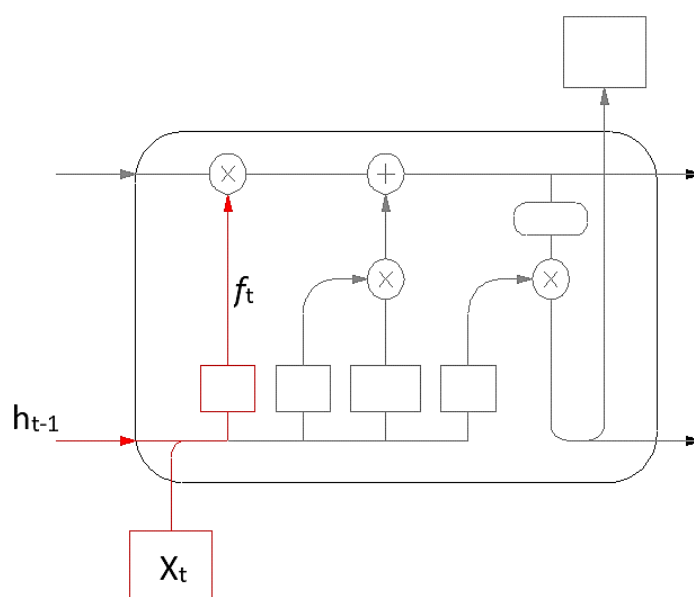 ×
+
f_t
×
×
h_t-1
X_t